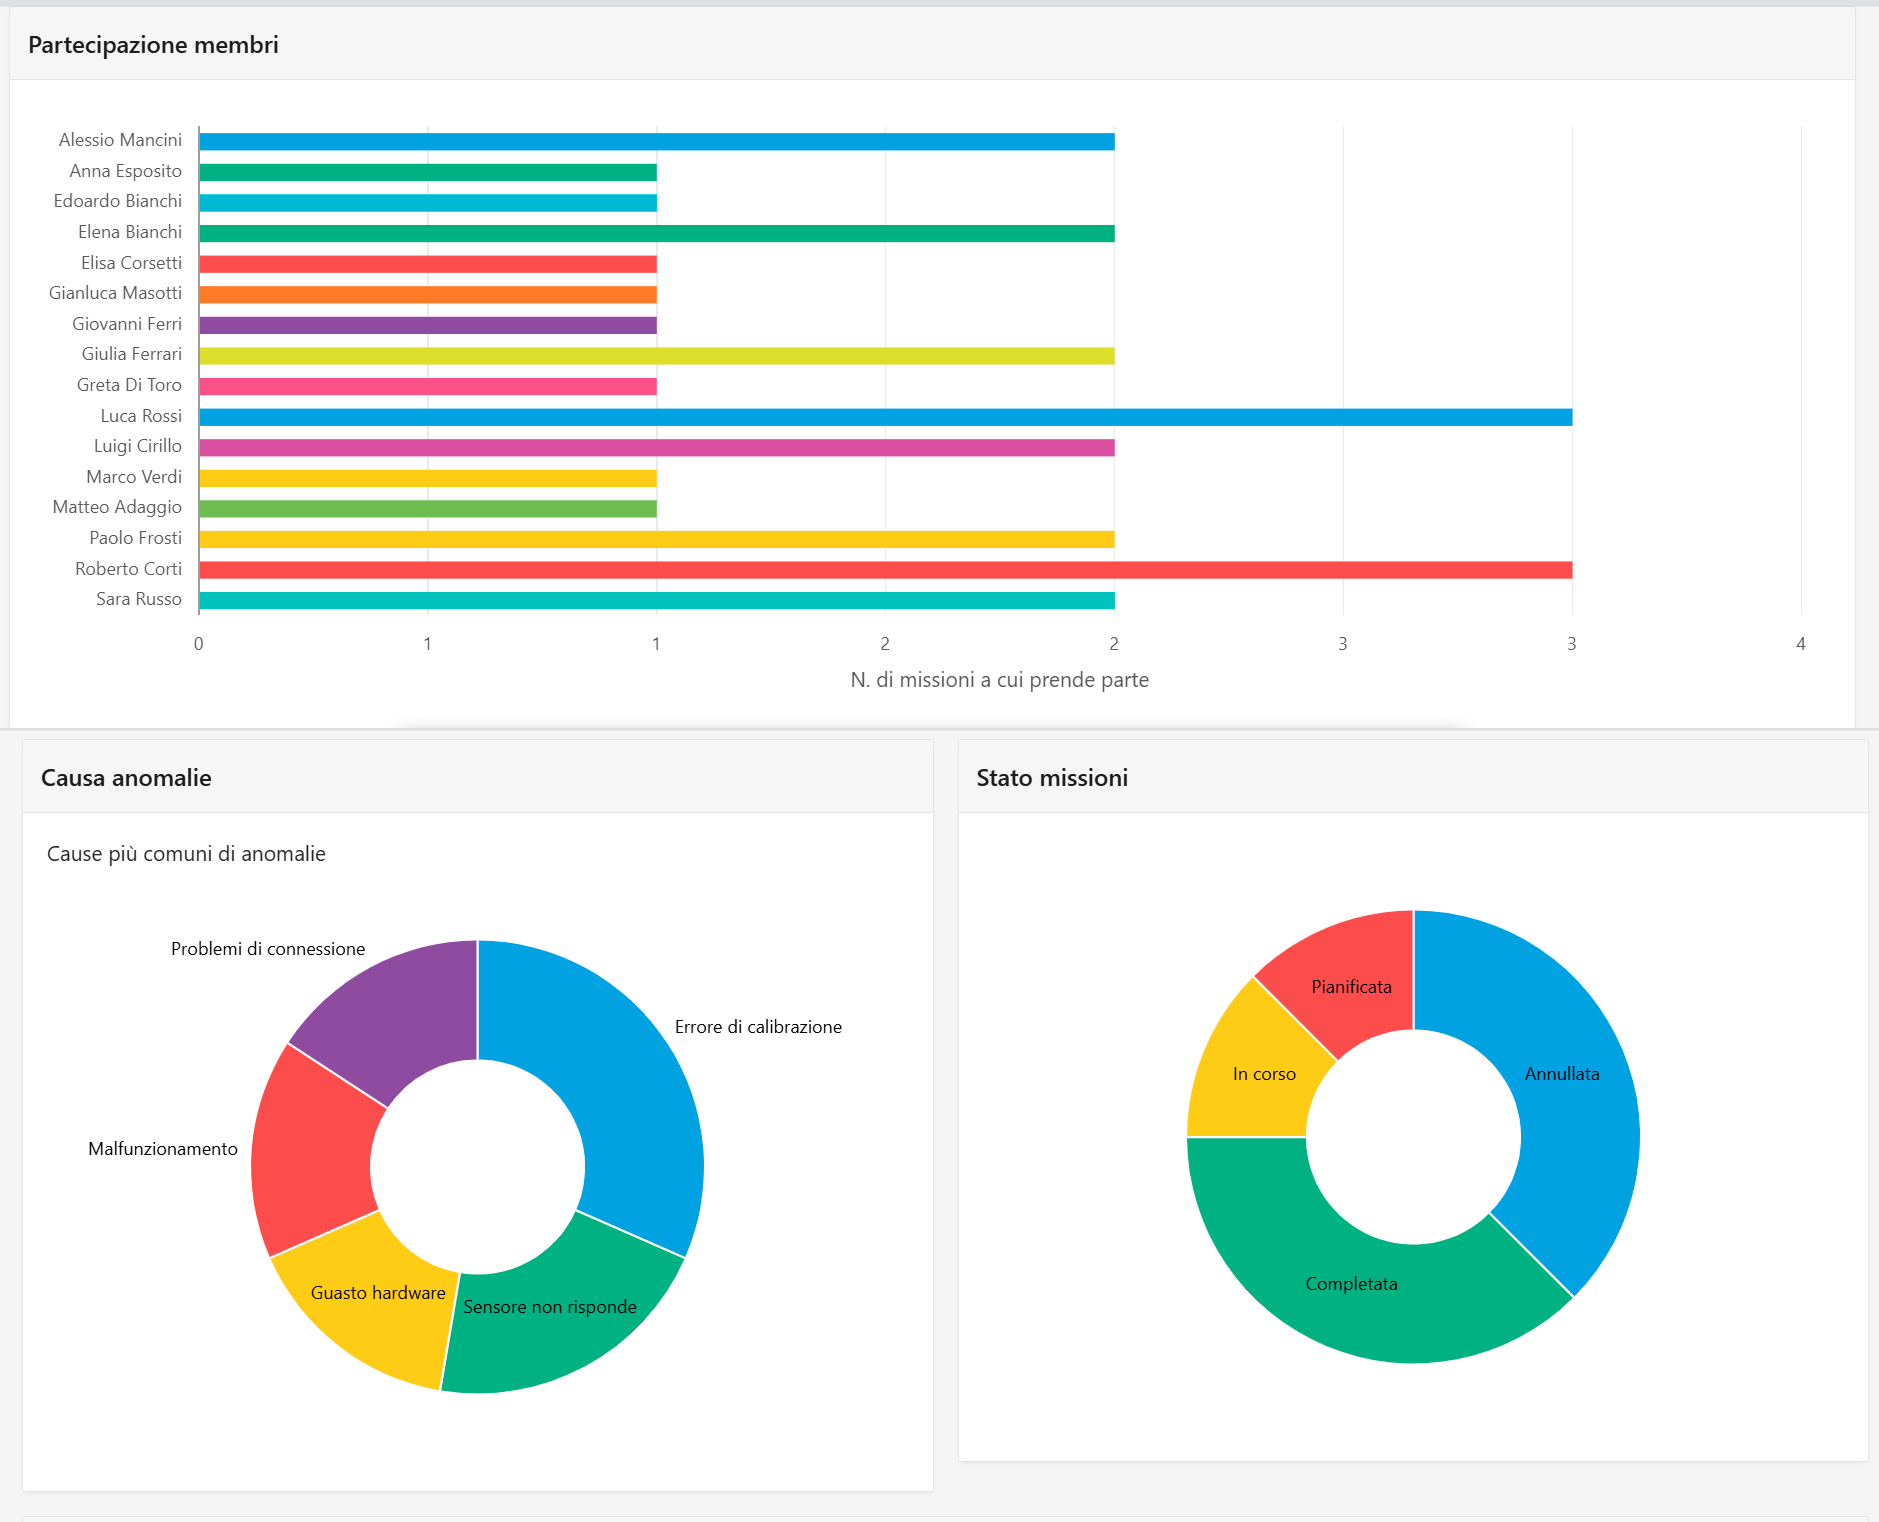 Partecipazione membri
Alessio Mancini
Anna Esposito
Edoardo Bianchi
Elena Bianchi
Elisa Corsetti
Gianluca Masotti
Giovanni Ferri
Giulia Ferrari
Greta Di Toro
Luca Rossi
Luigi Cirillo
Marco Verdi
Matteo Adaggio
Paolo Frosti
Roberto Corti
Sara Russo
0 1 1 2 2 3 3 4
N. di missioni a cui prende parte
Causa anomalie
Cause più comuni di anomalie
Problemi di connessione
Errore di calibrazione
Malfunzionamento
Guasto hardware
Sensore non risponde
Stato missioni
Pianificata
In corso
Annullata
Completata